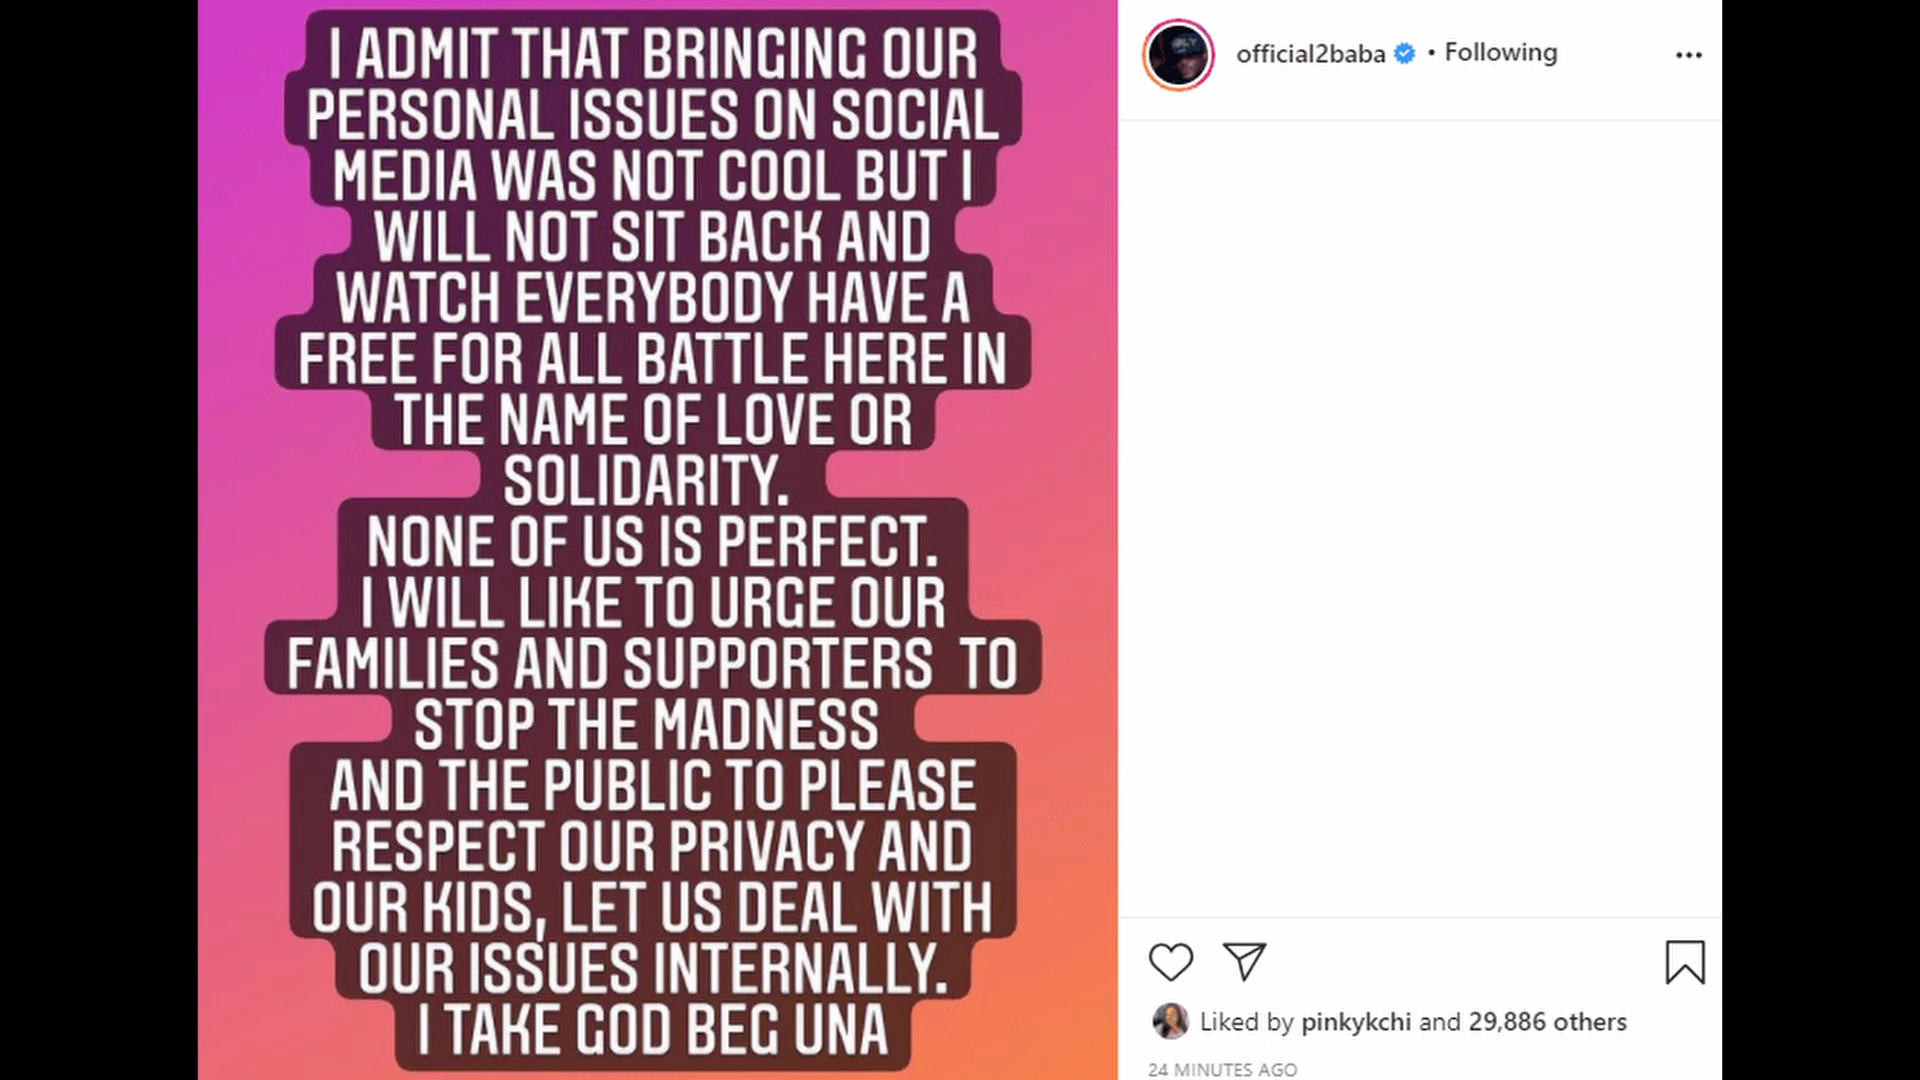 I ADMIT THAT BRINGING OUR
PERSONAL ISSUES ON SOCIAL
MEDIA WAS NOT COOL BUT I
WILL NOT SIT BACK AND
WATCH EVERYBODY HAVE A
FREE FOR ALL BATTLE HERE IN
THE NAME OF LOVE OR
SOLIDARITY.
NONE OF US IS PERFECT.
I WILL LIKE TO URGE OUR
FAMILIES AND SUPPORTERS TO
STOP THE MADNESS
AND THE PUBLIC TO PLEASE
RESPECT OUR PRIVACY AND
OUR KIDS, LET US DEAL WITH
OUR ISSUES INTERNALLY.
I TAKE GOD BEG UNA
official2baba • Following
Liked by pinkykchi and 29,886 others
24 MINUTES AGO